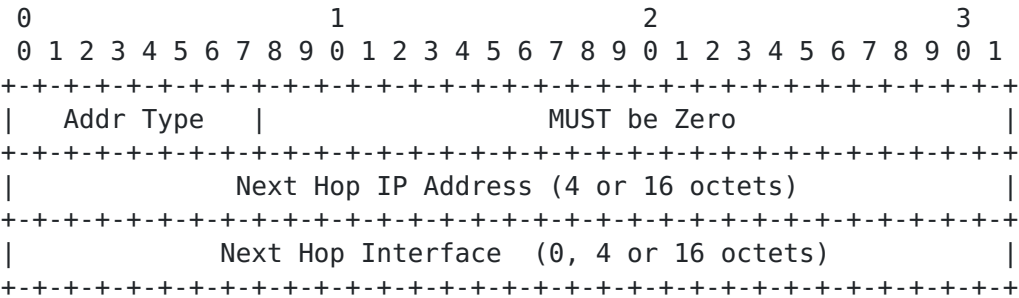 0                   1                   2                   3
 0 1 2 3 4 5 6 7 8 9 0 1 2 3 4 5 6 7 8 9 0 1 2 3 4 5 6 7 8 9 0 1
+-+-+-+-+-+-+-+-+-+-+-+-+-+-+-+-+-+-+-+-+-+-+-+-+-+-+-+-+-+-+-+-+
|   Addr Type   |                  MUST be Zero                 |
+-+-+-+-+-+-+-+-+-+-+-+-+-+-+-+-+-+-+-+-+-+-+-+-+-+-+-+-+-+-+-+-+
|              Next Hop IP Address (4 or 16 octets)             |
+-+-+-+-+-+-+-+-+-+-+-+-+-+-+-+-+-+-+-+-+-+-+-+-+-+-+-+-+-+-+-+-+
|             Next Hop Interface  (0, 4 or 16 octets)           |
+-+-+-+-+-+-+-+-+-+-+-+-+-+-+-+-+-+-+-+-+-+-+-+-+-+-+-+-+-+-+-+-+